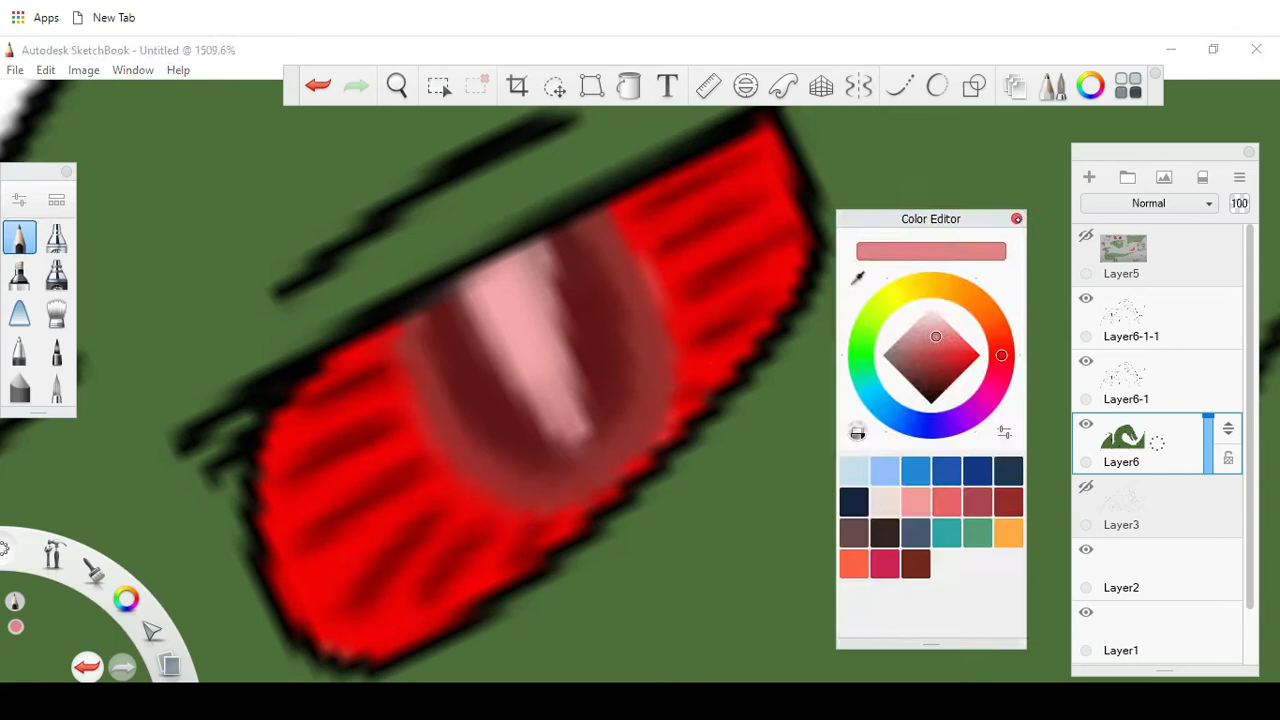 Apps New Tab
Autodesk SketchBook - Untitled @ 1509.6%
File Edit Image Window Help
T
Color Editor
Normal 100
Layer5
Layer6-1-1
Layer6-1
Layer6
Layer3
Layer2
Layer1